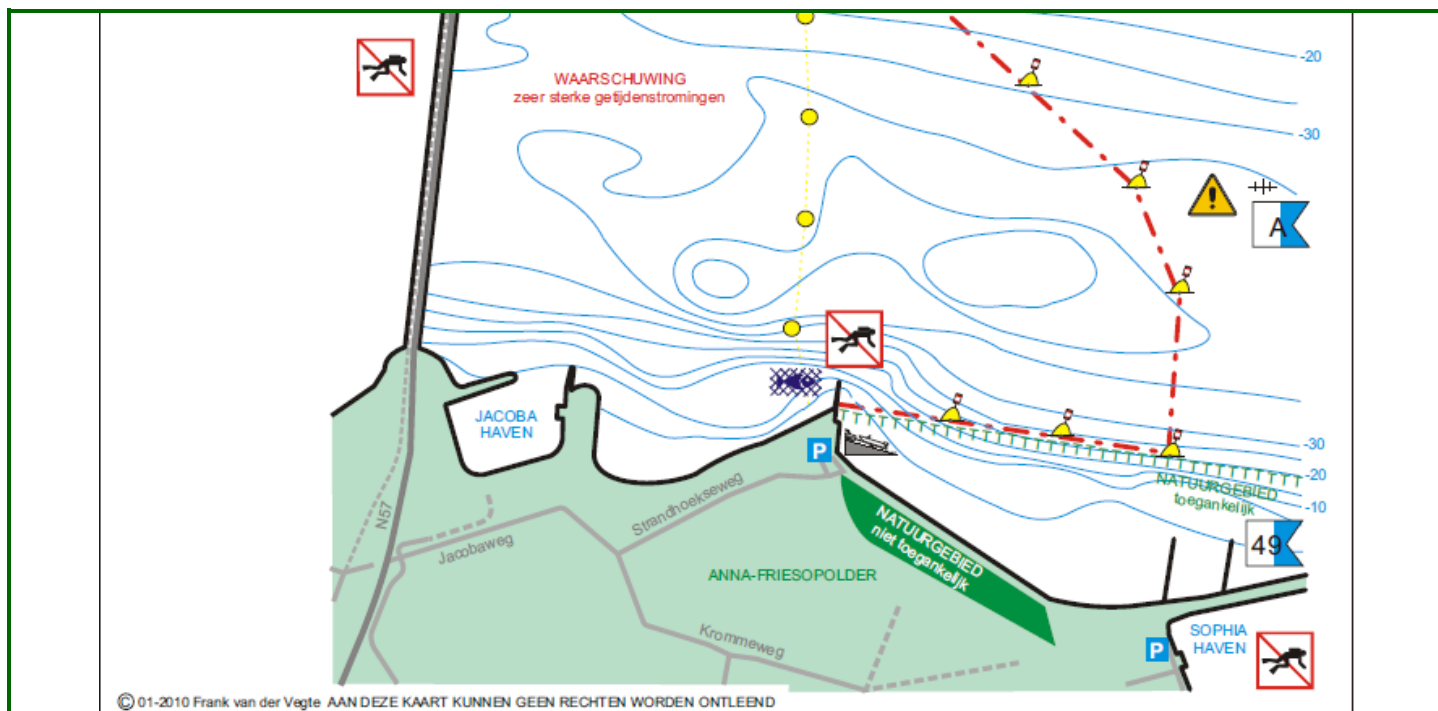 -20
WAARSCHUWING
zeer sterke getijdenstromingen
-30
A
JACOBA
HAVEN
-30
P
-20
NATUURGEBIED
toegankelijk
-10
N57
Strandhoekseweg
Jacobaweg
NATUURGEBIED
niet toegankelijk
49
ANNA-FRIESOPOLDER
Krommeweg
SOPHIA
HAVEN
P
© 01-2010 Frank van der Vegte AAN DEZE KAART KUNNEN GEEN RECHTEN WORDEN ONTLEEND